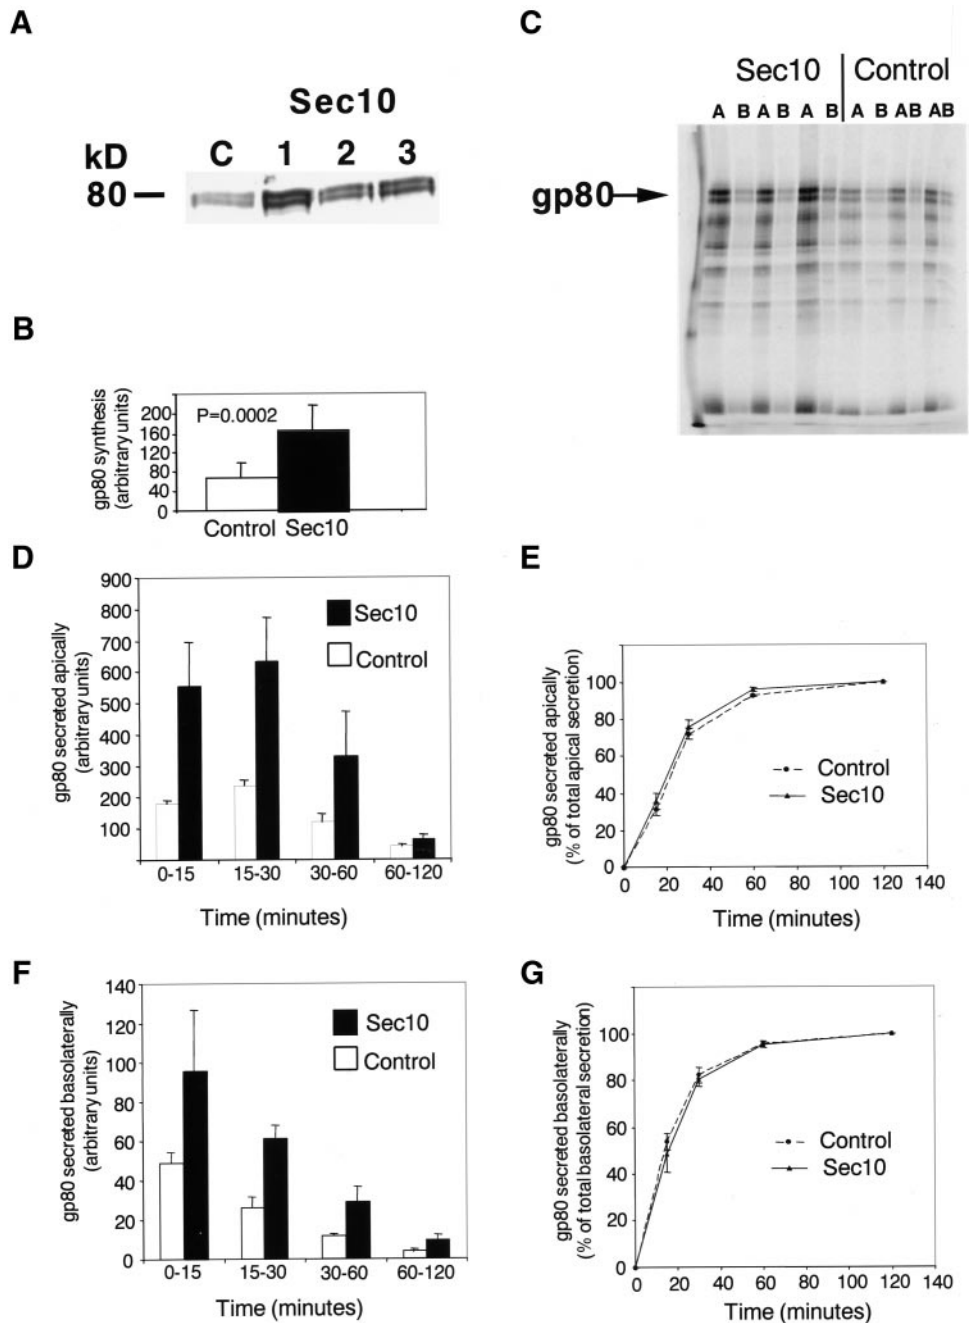 A
Sec10
kD C 1 2 3
80
B
gp80 synthesis
(arbitrary units)
200
160
120
80
40
0
P=0.0002
Control Sec10
C
Sec10 Control
A B A B A B A B AB AB
gp80
D
gp80 secreted apically
(arbitrary units)
900
800
700
600
500
400
300
200
100
Sec10
Control
0-15 15-30 30-60 60-120
Time (minutes)
E
gp80 secreted apically
(% of total apical secretion)
100
80
60
40
20
0
Control
Sec10
0 20 40 60 80 100 120 140
Time (minutes)
F
gp80 secreted basolaterally
(arbitrary units)
140
120
100
80
60
40
20
0
Sec10
Control
0-15 15-30 30-60 60-120
Time (minutes)
G
gp80 secreted basolaterally
(% of total basolateral secretion)
100
80
60
40
20
0
Control
Sec10
0 20 40 60 80 100 120 140
Time (minutes)